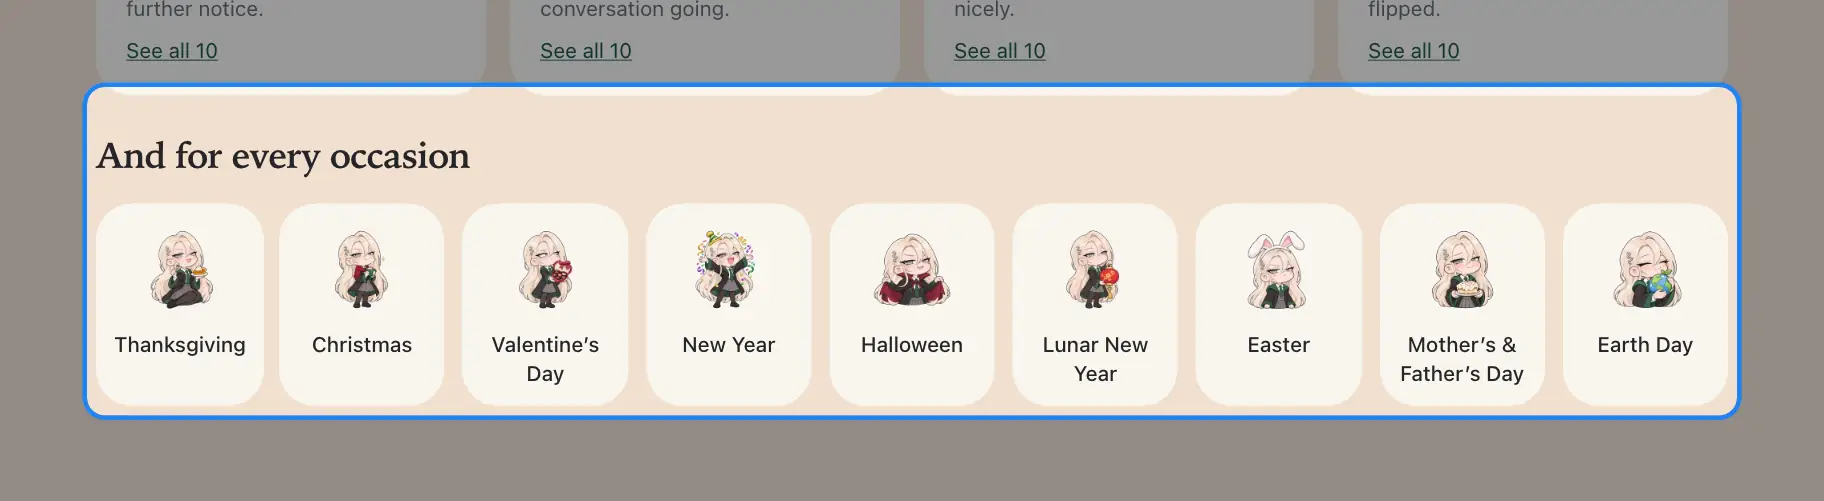 further notice.
conversation going.
nicely.
flipped.
See all 10
See all 10
See all 10
See all 10
And for every occasion
Thanksgiving
Christmas
Valentine’s
Day
New Year
Halloween
Lunar New
Year
Easter
Mother’s &
Father’s Day
Earth Day